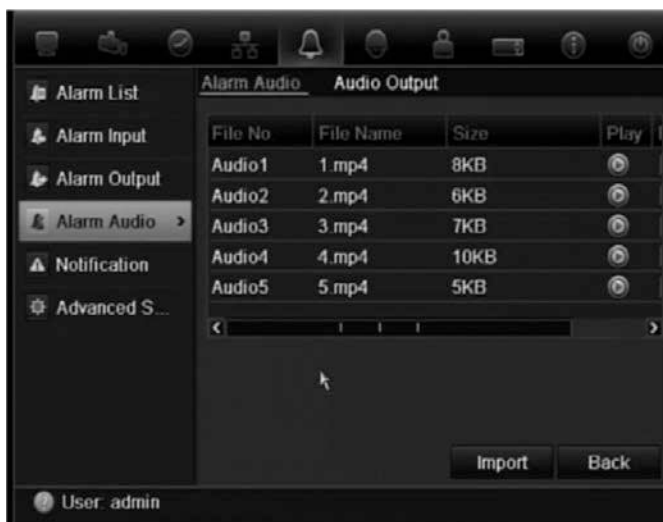 Alarm List
Alarm Input
Alarm Output
Alarm Audio >
Notification
Advanced S...
Alarm Audio Audio Output
File No File Name Size Play
Audio1 1.mp4 8KB
Audio2 2.mp4 6KB
Audio3 3.mp4 7KB
Audio4 4.mp4 10KB
Audio5 5.mp4 5KB
Import Back
User: admin